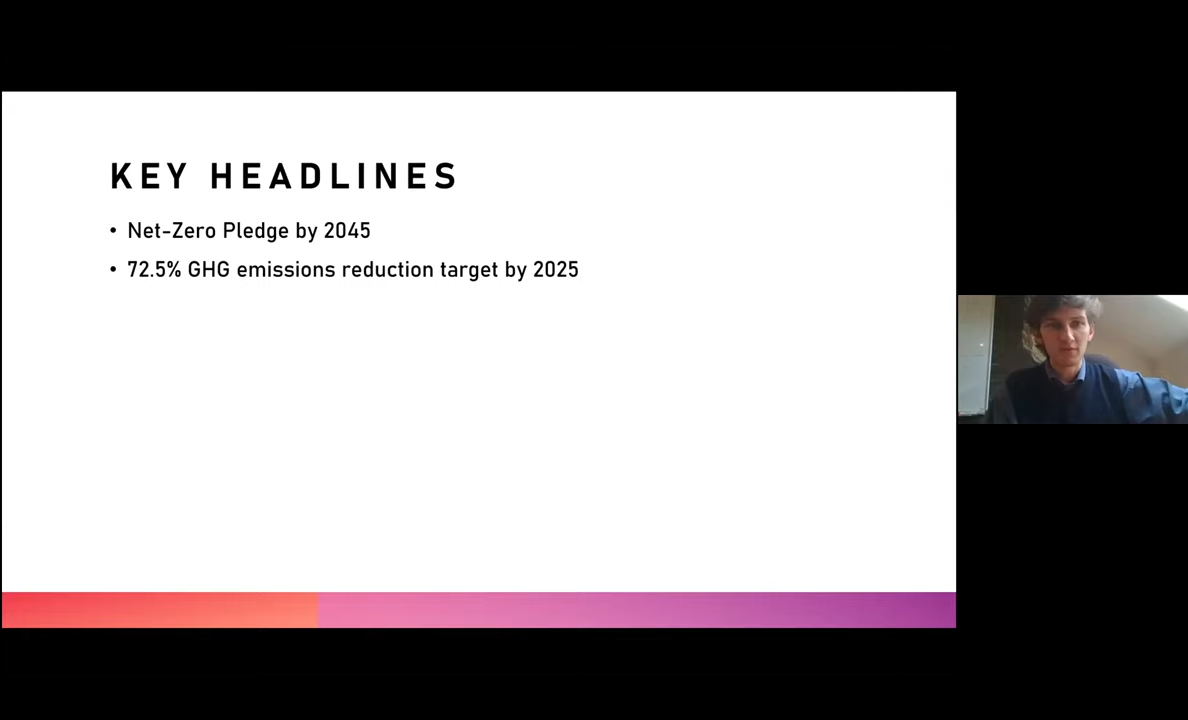 KEY HEADLINES
• Net-Zero Pledge by 2045
• 72.5% GHG emissions reduction target by 2025